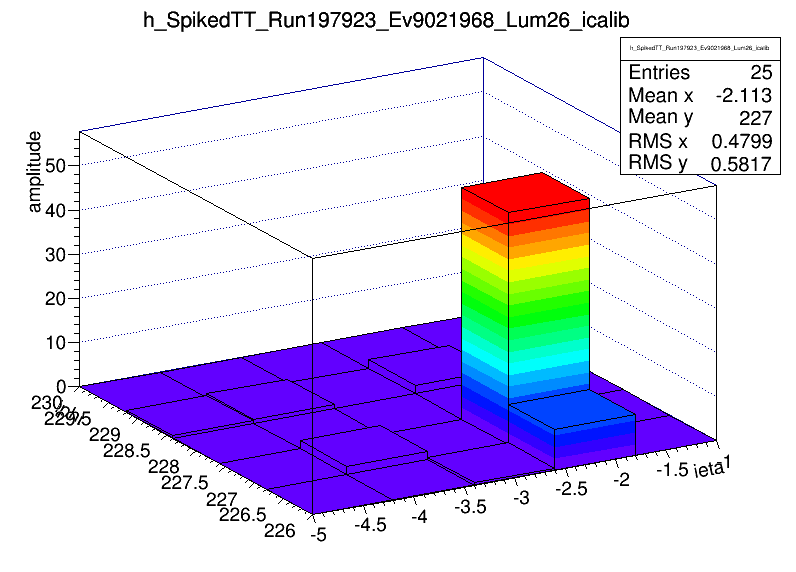 h_SpikedTT_Run197923_Ev9021968_Lum26_icalib
h_SpikedTT_Run197923_Ev9021968_Lum26_icalib
Entries 25
Mean x -2.113
Mean y 227
RMS x 0.4799
RMS y 0.5817
amplitude
50
40
30
20
10
0
230
229.5
229
228.5
228
227.5
227
226.5
226
-5
-4.5
-4
-3.5
-3
-2.5
-2
-1.5
ieta